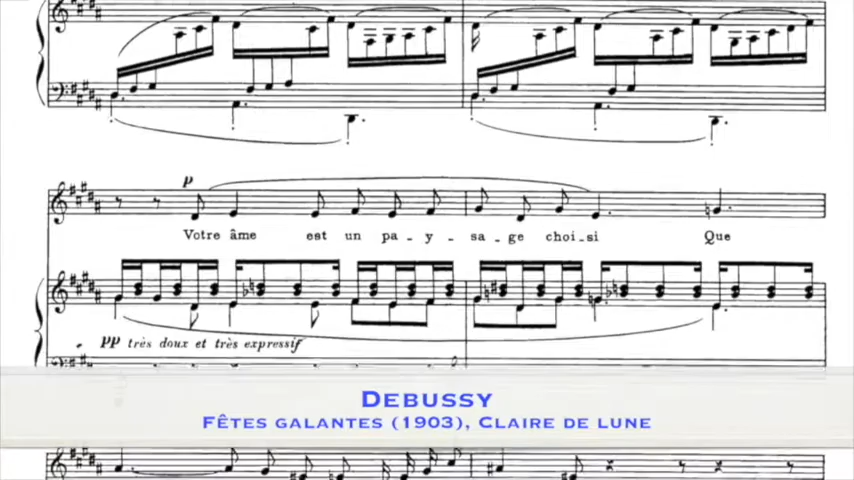 p
Votre âme est un pa - y - sa - ge choi - si Que
pp très doux et très expressif
DEBUSSY
FÊTES GALANTES (1903), CLAIRE DE LUNE